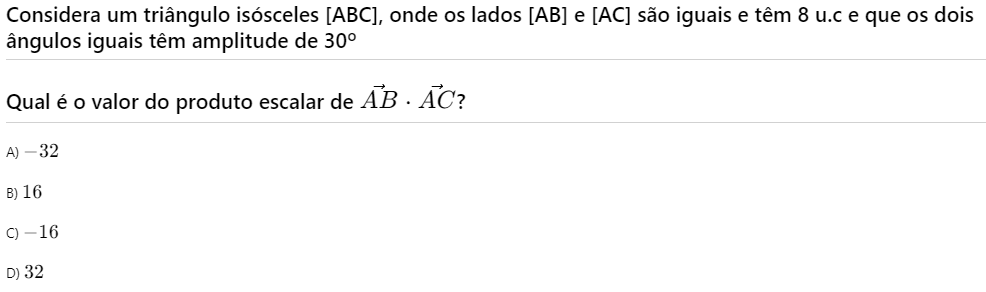 Considera um triângulo isósceles [ABC], onde os lados [AB] e [AC] são iguais e têm 8 u.c e que os dois
ângulos iguais têm amplitude de 30º
Qual é o valor do produto escalar de $\vec{AB} \cdot \vec{AC}$?
A) −32
B) 16
C) −16
D) 32